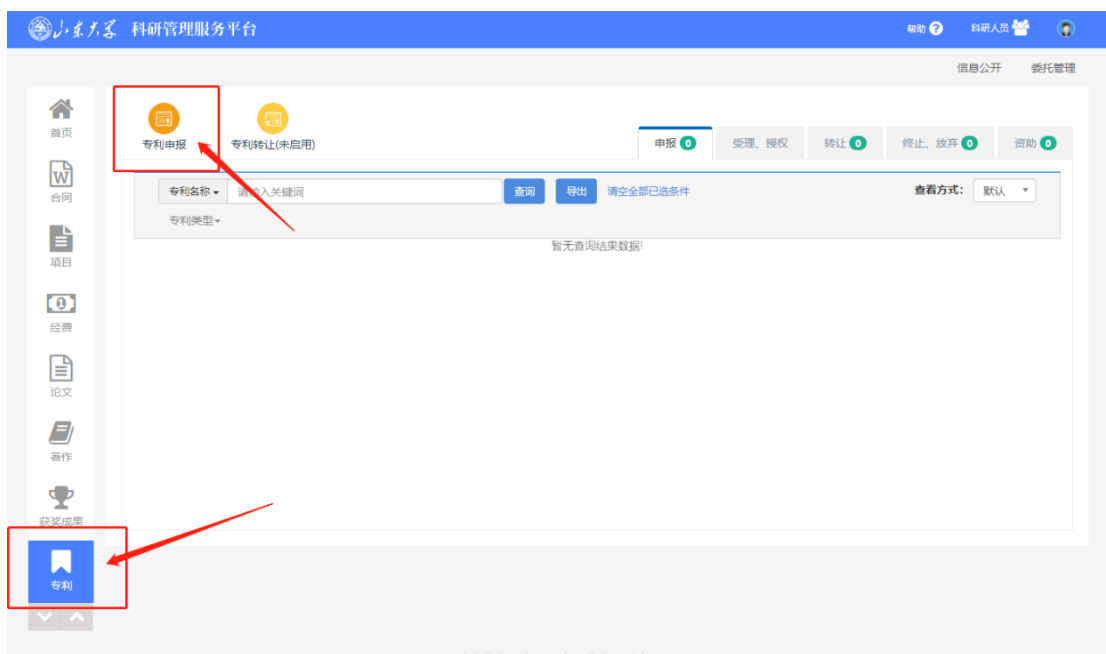 山东大学 科研管理服务平台
帮助 ? 科研人员
信息公开 委托管理
首页
合同
项目
经费
论文
著作
获奖成果
专利
专利申报 专利转让(未启用)
申报 0 受理、授权 转让 0 终止、放弃 0 资助 0
专利名称 请输入关键词 查询 导出 清空全部已选条件 查看方式: 默认
专利类型
暂无查询结果数据!